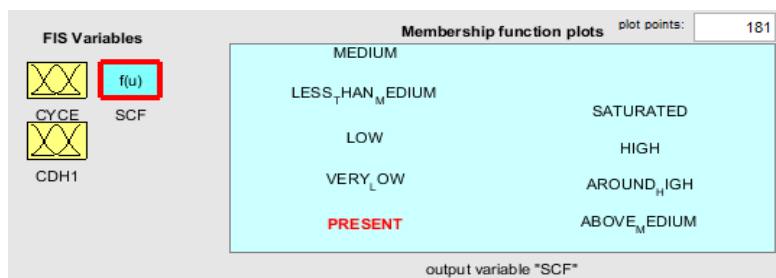 FIS Variables
f(u)
CYCE
SCF
CDH1
Membership function plots
plot points:
181
MEDIUM
LESS_THAN_MEDIUM
LOW
VERY_LOW
PRESENT
SATURATED
HIGH
AROUND_HIGH
ABOVE_MEDIUM
output variable "SCF"